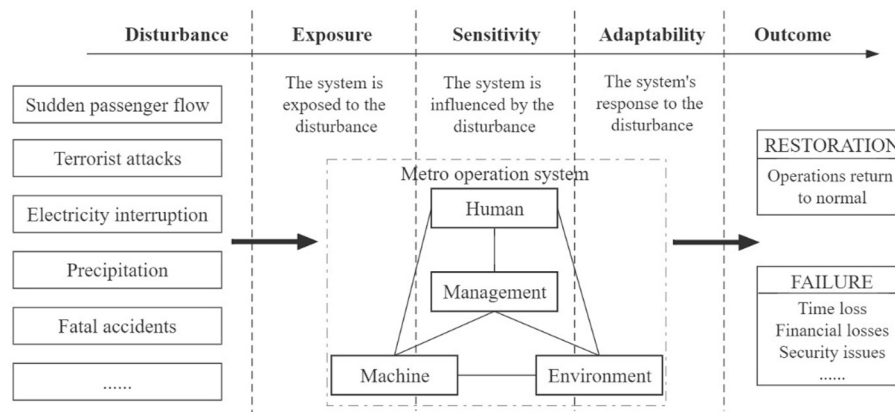 Disturbance
Exposure
Sensitivity
Adaptability
Outcome
The system is
exposed to the
disturbance
The system is
influenced by the
disturbance
The system's
response to the
disturbance
Sudden passenger flow
Terrorist attacks
Electricity interruption
Precipitation
Fatal accidents
......
Metro operation system
Human
Management
Machine
Environment
RESTORATION
Operations return
to normal
FAILURE
Time loss
Financial losses
Security issues
......